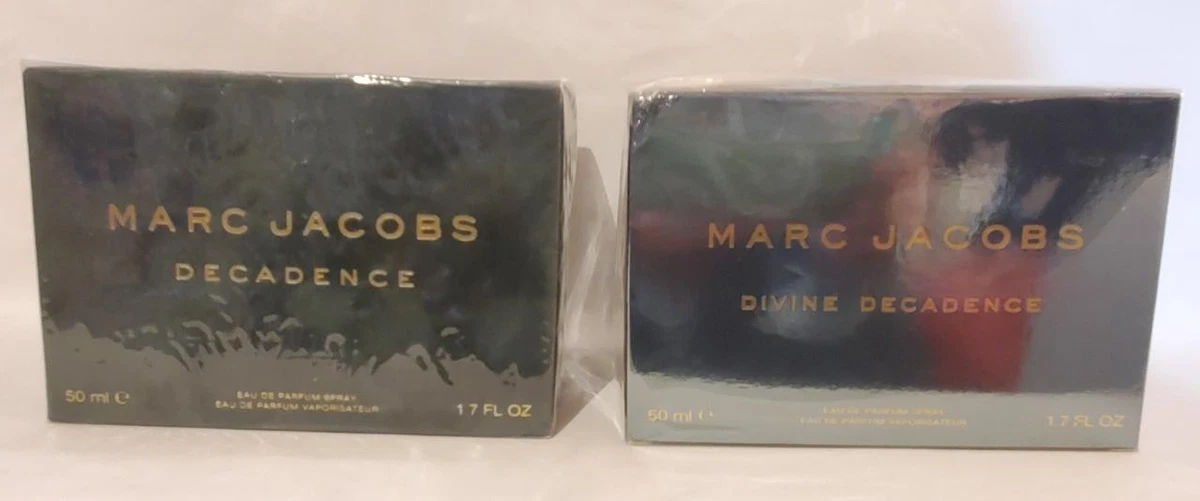 MARC JACOBS
DECADENCE
50 ml e
EAU DE PARFUM SPRAY
EAU DE PARFUM VAPORISATEUR
1.7 FL OZ
MARC JACOBS
DIVINE DECADENCE
50 ml e
EAU DE PARFUM SPRAY
EAU DE PARFUM VAPORISATEUR
1.7 FL OZ